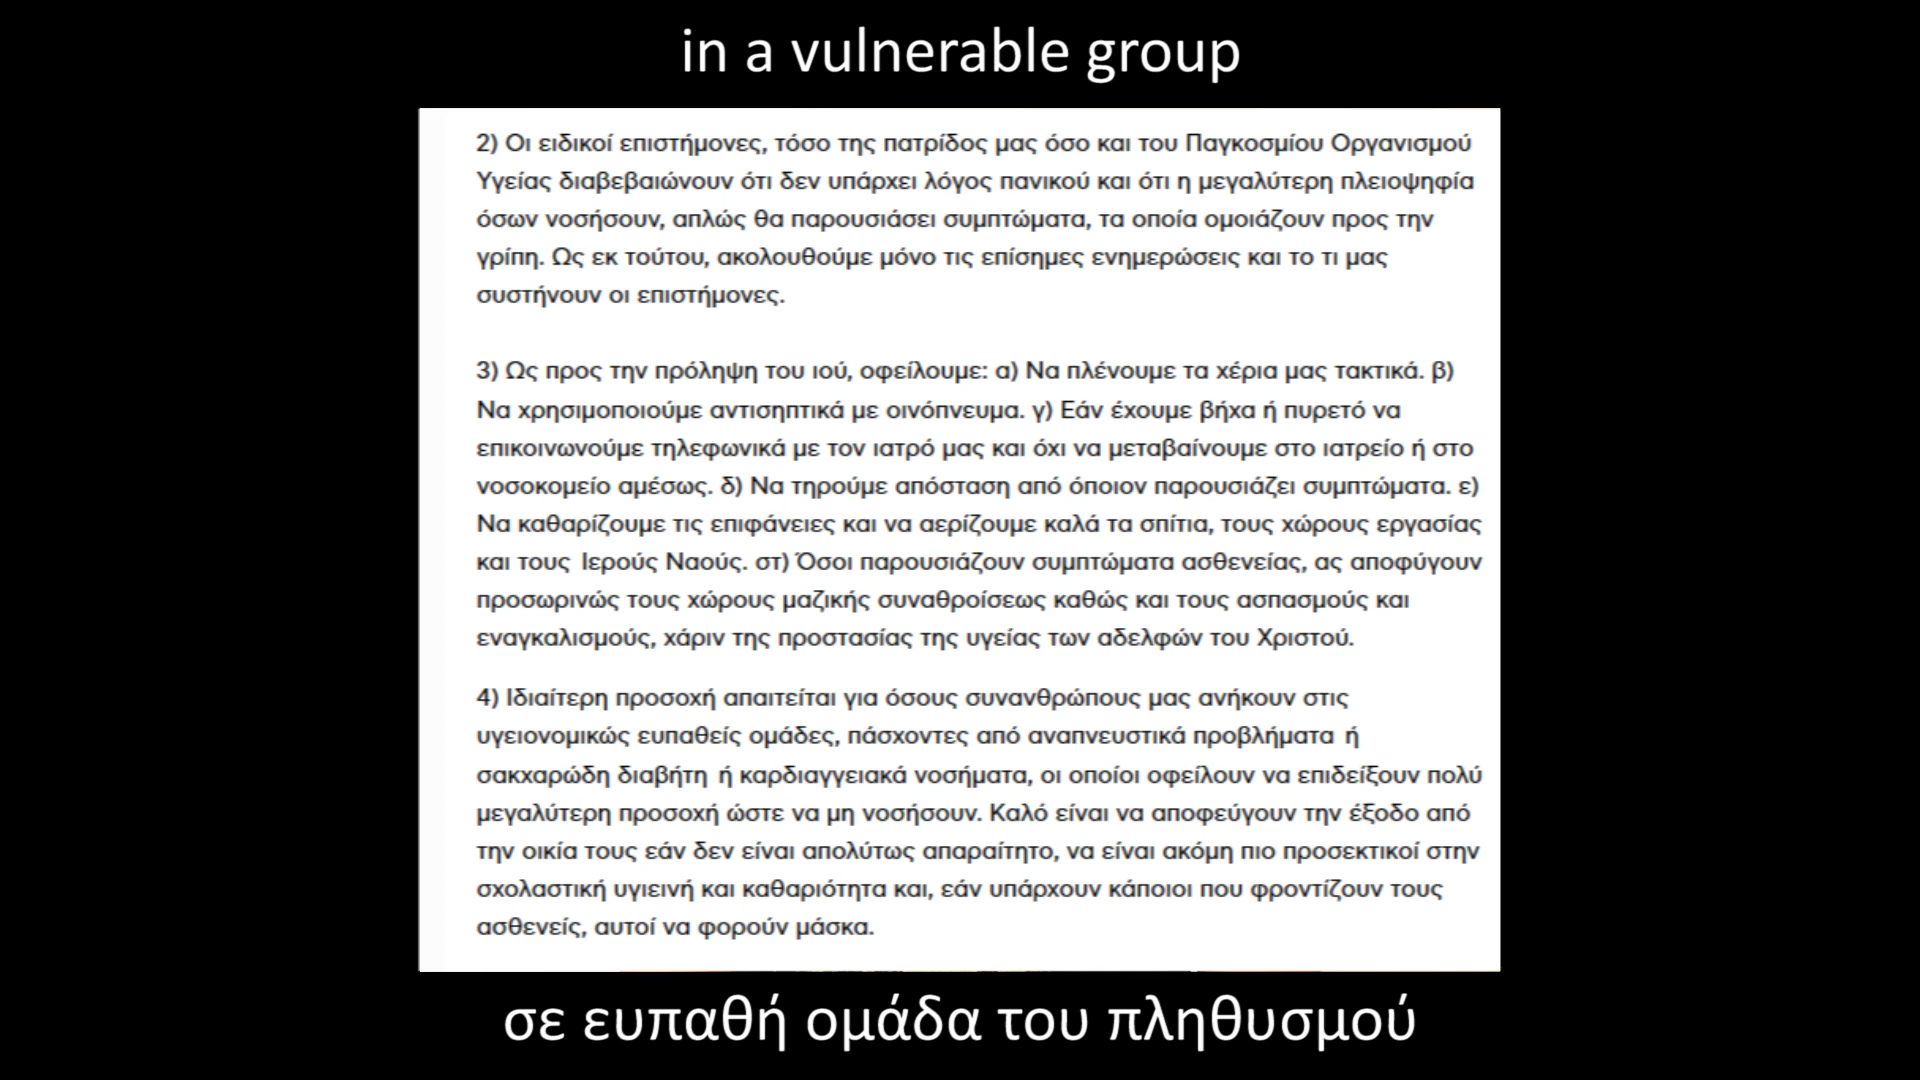 in a vulnerable group
2) Οι ειδικοί επιστήμονες, τόσο της πατρίδος μας όσο και του Παγκοσμίου Οργανισμού
Υγείας διαβεβαιώνουν ότι δεν υπάρχει λόγος πανικού και ότι η μεγαλύτερη πλειοψηφία
όσων νοσήσουν, απλώς θα παρουσιάσει συμπτώματα, τα οποία ομοιάζουν προς την
γρίπη. Ως εκ τούτου, ακολουθούμε μόνο τις επίσημες ενημερώσεις και το τι μας
συστήνουν οι επιστήμονες.
3) Ως προς την πρόληψη του ιού, οφείλουμε: α) Να πλένουμε τα χέρια μας τακτικά. β)
Να χρησιμοποιούμε αντισηπτικά με οινόπνευμα. γ) Εάν έχουμε βήχα ή πυρετό να
επικοινωνούμε τηλεφωνικά με τον ιατρό μας και όχι να μεταβαίνουμε στο ιατρείο ή στο
νοσοκομείο αμέσως. δ) Να τηρούμε απόσταση από όποιον παρουσιάζει συμπτώματα. ε)
Να καθαρίζουμε τις επιφάνειες και να αερίζουμε καλά τα σπίτια, τους χώρους εργασίας
και τους Ιερούς Ναούς. στ) Όσοι παρουσιάζουν συμπτώματα ασθενείας, ας αποφύγουν
προσωρινώς τους χώρους μαζικής συναθροίσεως καθώς και τους ασπασμούς και
εναγκαλισμούς, χάριν της προστασίας της υγείας των αδελφών του Χριστού.
4) Ιδιαίτερη προσοχή απαιτείται για όσους συνανθρώπους μας ανήκουν στις
υγειονομικώς ευπαθείς ομάδες, πάσχοντες από αναπνευστικά προβλήματα ή
σακχαρώδη διαβήτη ή καρδιαγγειακά νοσήματα, οι οποίοι οφείλουν να επιδείξουν πολύ
μεγαλύτερη προσοχή ώστε να μη νοσήσουν. Καλό είναι να αποφεύγουν την έξοδο από
την οικία τους εάν δεν είναι απολύτως απαραίτητο, να είναι ακόμη πιο προσεκτικοί στην
σχολαστική υγιεινή και καθαριότητα και, εάν υπάρχουν κάποιοι που φροντίζουν τους
ασθενείς, αυτοί να φορούν μάσκα.
σε ευπαθή ομάδα του πληθυσμού